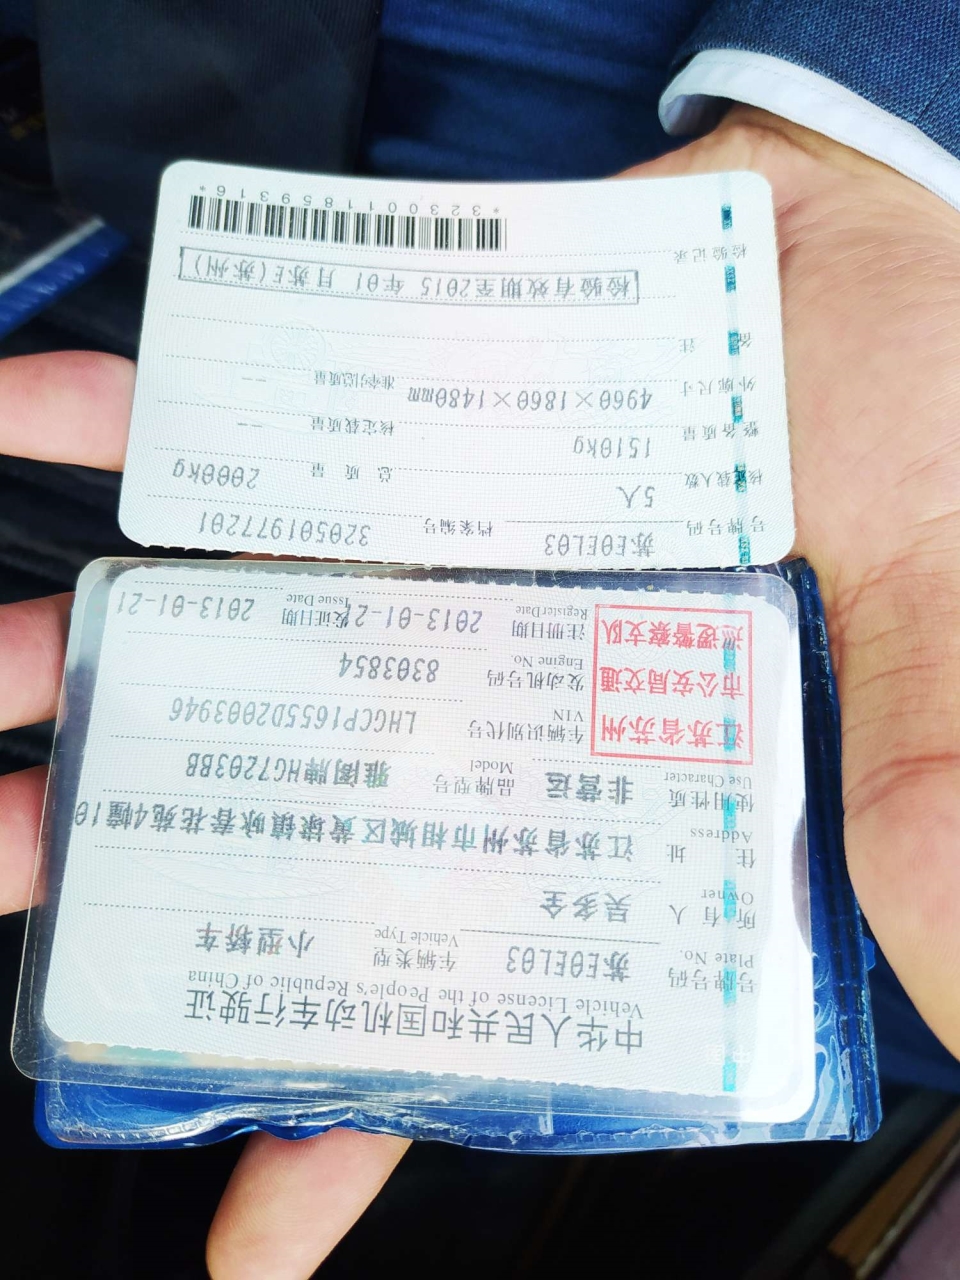 中华人民共和国机动车行驶证
Vehicle License of the People's Republic of China
号牌号码 苏E0EL03 车辆类型 小型轿车
Plate No. Vehicle Type
所有人 吴多全
Owner
住址 江苏省苏州市相城区黄埭镇咏春花苑4幢10
Address
使用性质 非营运 品牌型号 雅阁牌HG7203BB
Use Character Model
江苏省苏州
市公安局交通
巡逻警察支队
车辆识别代号 LHGCP1655D2003946
VIN
发动机号码 8303854
Engine No.
注册日期 2013-01-21 发证日期 2013-01-21
Register Date Issue Date
号牌号码 苏E0EL03 档案编号 320501977201
核定载人数 5人 总质量 2000kg
整备质量 1510kg 核定载质量 --
外廓尺寸 4960×1860×1480mm 准牵引总质量 --
备注
检验有效期至2015年01月苏E(苏州)
检验记录
*3230011859316*